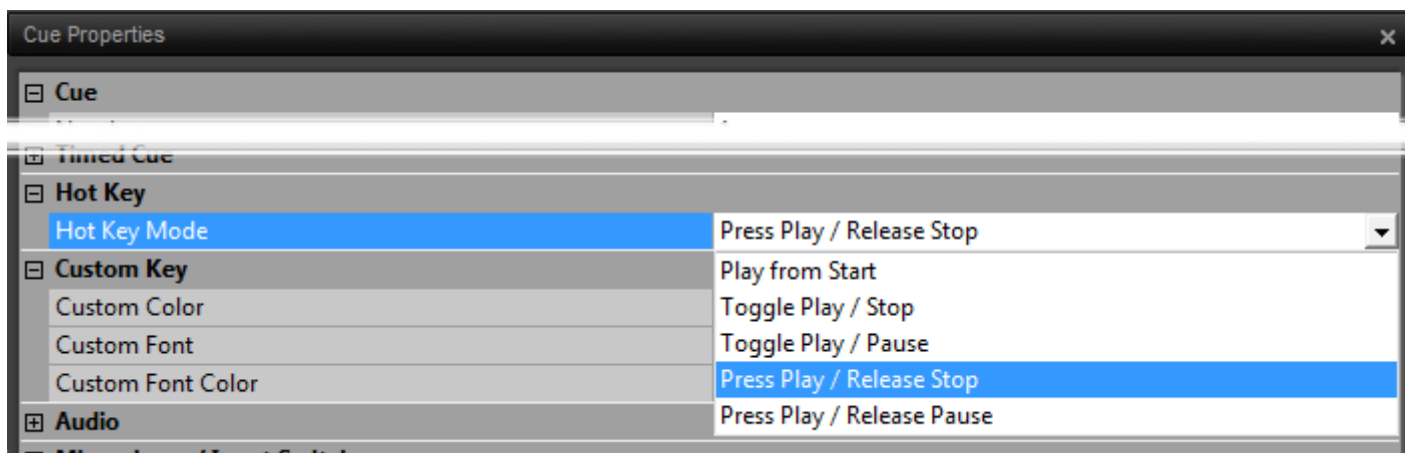 Cue Properties
Cue
Timed Cue
Hot Key
Hot Key Mode Press Play / Release Stop
Custom Key Play from Start
Custom Color Toggle Play / Stop
Custom Font Toggle Play / Pause
Custom Font Color Press Play / Release Stop
Audio Press Play / Release Pause